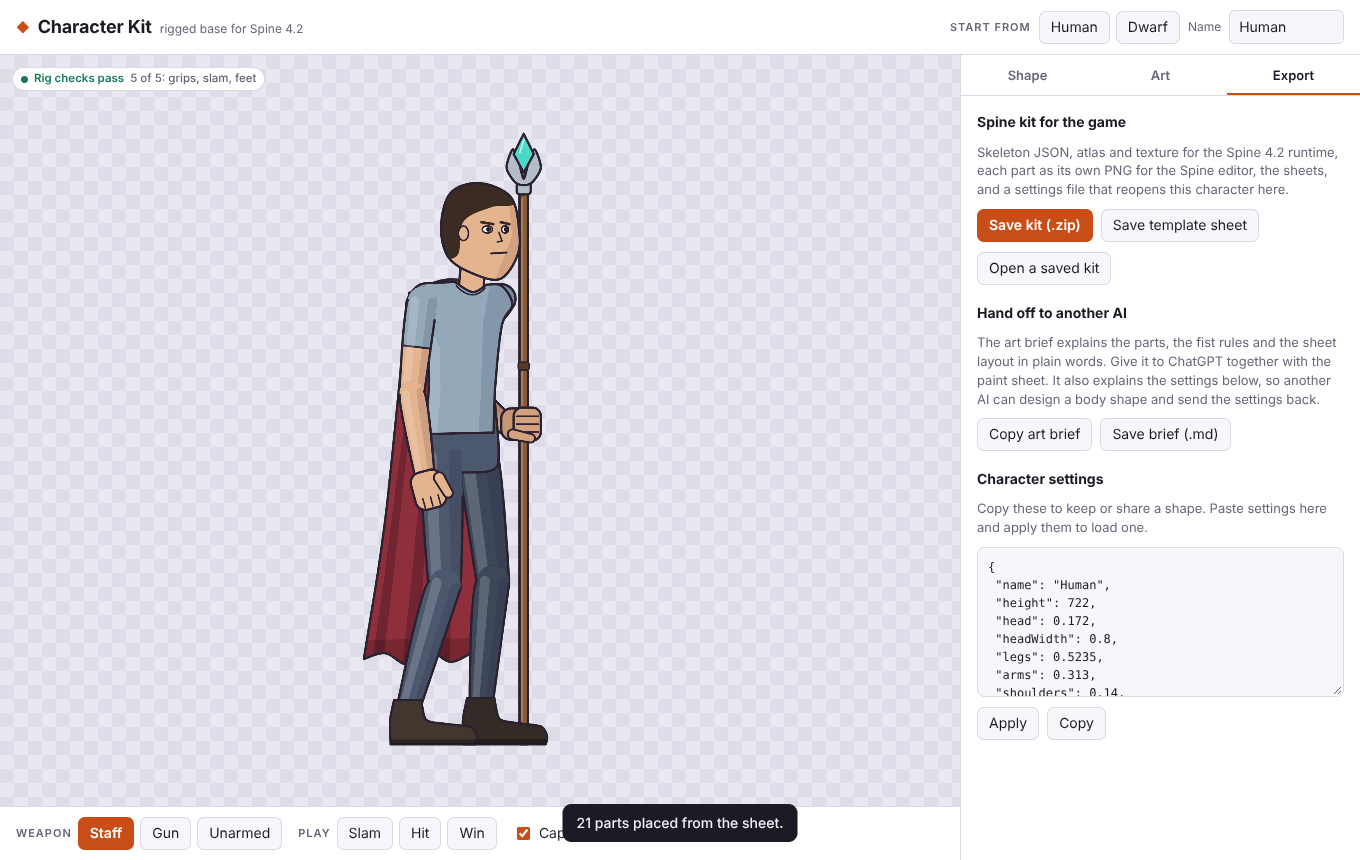 Character Kit rigged base for Spine 4.2
START FROM Human Dwarf Name Human
Rig checks pass 5 of 5: grips, slam, feet
Shape Art Export
Spine kit for the game
Skeleton JSON, atlas and texture for the Spine 4.2 runtime,
each part as its own PNG for the Spine editor, the sheets,
and a settings file that reopens this character here.
Save kit (.zip) Save template sheet
Open a saved kit
Hand off to another AI
The art brief explains the parts, the fist rules and the sheet
layout in plain words. Give it to ChatGPT together with the
paint sheet. It also explains the settings below, so another
AI can design a body shape and send the settings back.
Copy art brief Save brief (.md)
Character settings
Copy these to keep or share a shape. Paste settings here
and apply them to load one.
{
"name": "Human",
"height": 722,
"head": 0.172,
"headWidth": 0.8,
"legs": 0.5235,
"arms": 0.313,
"shoulders": 0.14,
Apply Copy
WEAPON Staff Gun Unarmed PLAY Slam Hit Win
21 parts placed from the sheet.